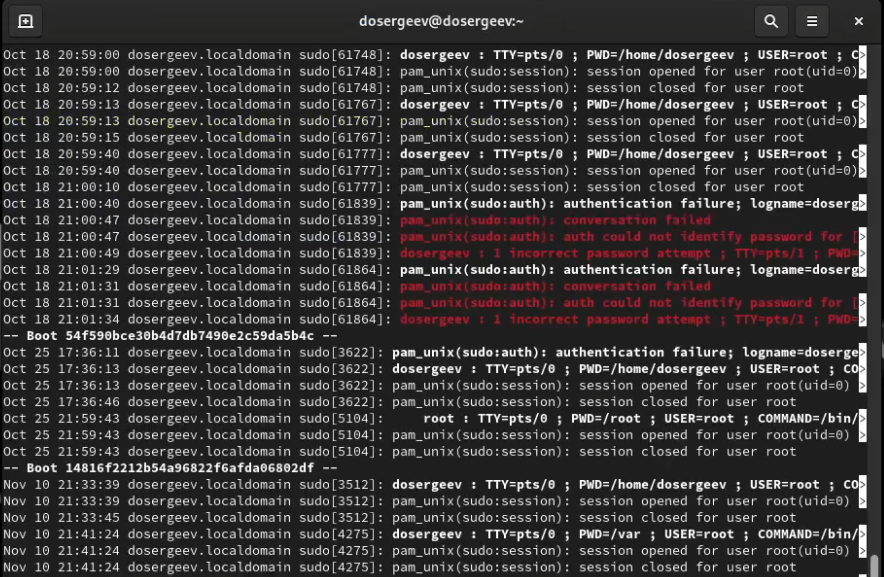 dosergeev@dosergeev:~
Oct 18 20:59:00 dosergeev.localdomain sudo[61748]: dosergeev : TTY=pts/0 ; PWD=/home/dosergeev ; USER=root ; C>
Oct 18 20:59:00 dosergeev.localdomain sudo[61748]: pam_unix(sudo:session): session opened for user root(uid=0)>
Oct 18 20:59:12 dosergeev.localdomain sudo[61748]: pam_unix(sudo:session): session closed for user root
Oct 18 20:59:13 dosergeev.localdomain sudo[61767]: dosergeev : TTY=pts/0 ; PWD=/home/dosergeev ; USER=root ; C>
Oct 18 20:59:13 dosergeev.localdomain sudo[61767]: pam_unix(sudo:session): session opened for user root(uid=0)>
Oct 18 20:59:15 dosergeev.localdomain sudo[61767]: pam_unix(sudo:session): session closed for user root
Oct 18 20:59:40 dosergeev.localdomain sudo[61777]: dosergeev : TTY=pts/0 ; PWD=/home/dosergeev ; USER=root ; C>
Oct 18 20:59:40 dosergeev.localdomain sudo[61777]: pam_unix(sudo:session): session opened for user root(uid=0)>
Oct 18 21:00:10 dosergeev.localdomain sudo[61777]: pam_unix(sudo:session): session closed for user root
Oct 18 21:00:40 dosergeev.localdomain sudo[61839]: pam_unix(sudo:auth): authentication failure; logname=doserg>
Oct 18 21:00:47 dosergeev.localdomain sudo[61839]: pam_unix(sudo:auth): conversation failed
Oct 18 21:00:47 dosergeev.localdomain sudo[61839]: pam_unix(sudo:auth): auth could not identify password for [>
Oct 18 21:00:49 dosergeev.localdomain sudo[61839]: dosergeev : 1 incorrect password attempt ; TTY=pts/1 ; PWD=>
Oct 18 21:01:29 dosergeev.localdomain sudo[61864]: pam_unix(sudo:auth): authentication failure; logname=doserg>
Oct 18 21:01:31 dosergeev.localdomain sudo[61864]: pam_unix(sudo:auth): conversation failed
Oct 18 21:01:31 dosergeev.localdomain sudo[61864]: pam_unix(sudo:auth): auth could not identify password for [>
Oct 18 21:01:34 dosergeev.localdomain sudo[61864]: dosergeev : 1 incorrect password attempt ; TTY=pts/1 ; PWD=>
-- Boot 54f590bce30b4d7db7490e2c59da5b4c --
Oct 25 17:36:11 dosergeev.localdomain sudo[3622]: pam_unix(sudo:auth): authentication failure; logname=doserge>
Oct 25 17:36:13 dosergeev.localdomain sudo[3622]: dosergeev : TTY=pts/0 ; PWD=/home/dosergeev ; USER=root ; CO>
Oct 25 17:36:13 dosergeev.localdomain sudo[3622]: pam_unix(sudo:session): session opened for user root(uid=0) >
Oct 25 17:36:46 dosergeev.localdomain sudo[3622]: pam_unix(sudo:session): session closed for user root
Oct 25 21:59:43 dosergeev.localdomain sudo[5104]:     root : TTY=pts/0 ; PWD=/root ; USER=root ; COMMAND=/bin/>
Oct 25 21:59:43 dosergeev.localdomain sudo[5104]: pam_unix(sudo:session): session opened for user root(uid=0) >
Oct 25 21:59:43 dosergeev.localdomain sudo[5104]: pam_unix(sudo:session): session closed for user root
-- Boot 14816f2212b54a96822f6afda06802df --
Nov 10 21:33:39 dosergeev.localdomain sudo[3512]: dosergeev : TTY=pts/0 ; PWD=/home/dosergeev ; USER=root ; CO>
Nov 10 21:33:39 dosergeev.localdomain sudo[3512]: pam_unix(sudo:session): session opened for user root(uid=0) >
Nov 10 21:33:45 dosergeev.localdomain sudo[3512]: pam_unix(sudo:session): session closed for user root
Nov 10 21:41:24 dosergeev.localdomain sudo[4275]: dosergeev : TTY=pts/0 ; PWD=/var ; USER=root ; COMMAND=/bin/>
Nov 10 21:41:24 dosergeev.localdomain sudo[4275]: pam_unix(sudo:session): session opened for user root(uid=0) >
Nov 10 21:41:24 dosergeev.localdomain sudo[4275]: pam_unix(sudo:session): session closed for user root